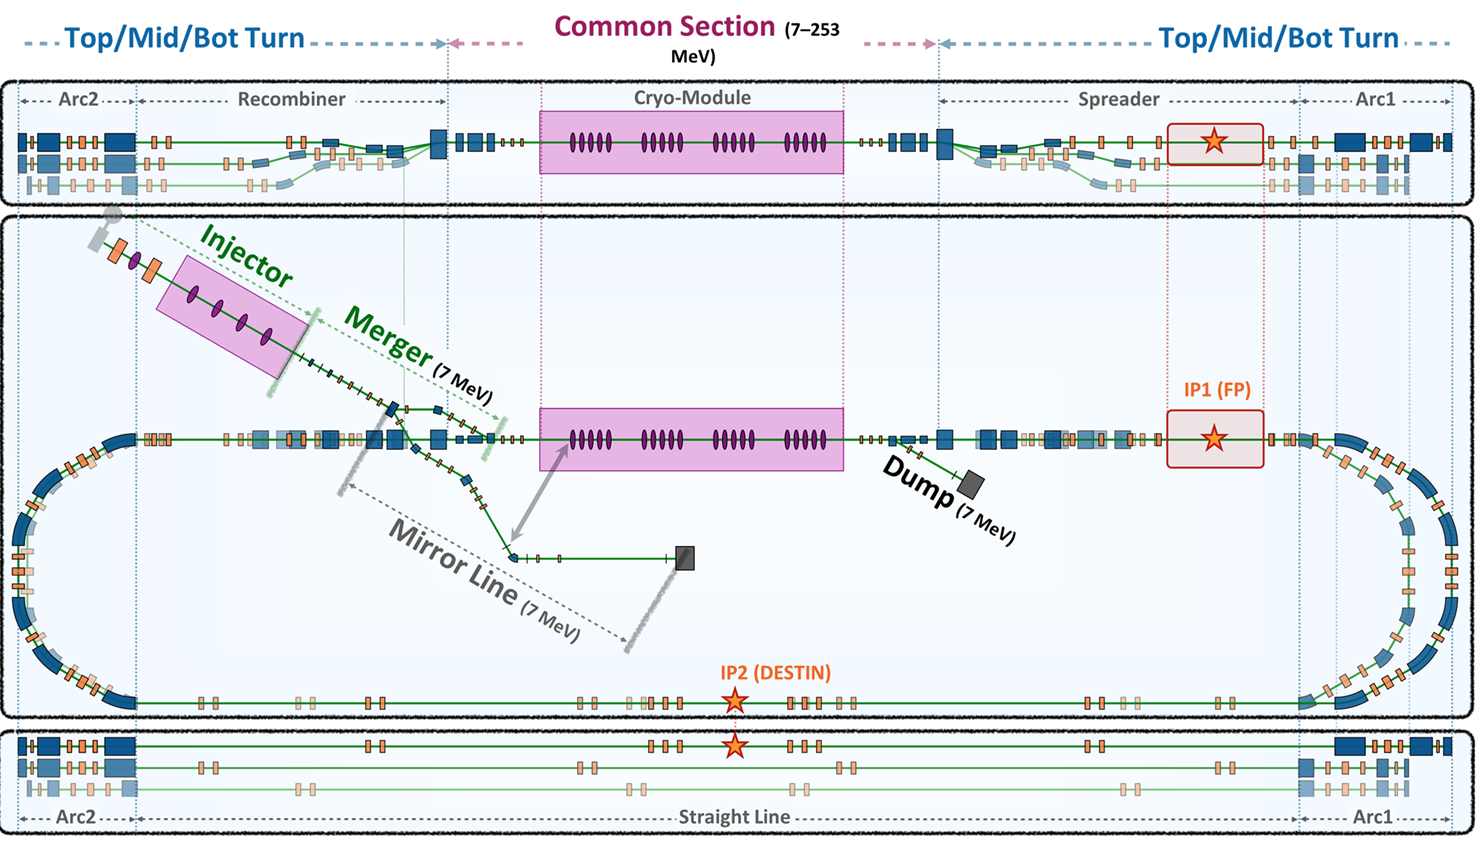 Top/Mid/Bot Turn
Common Section (7–253
MeV)
Top/Mid/Bot Turn
Arc2
Recombiner
Cryo-Module
Spreader
Arc1
Injector
Merger (7 MeV)
IP1 (FP)
Dump (7 MeV)
Mirror Line (7 MeV)
IP2 (DESTIN)
Arc2
Straight Line
Arc1